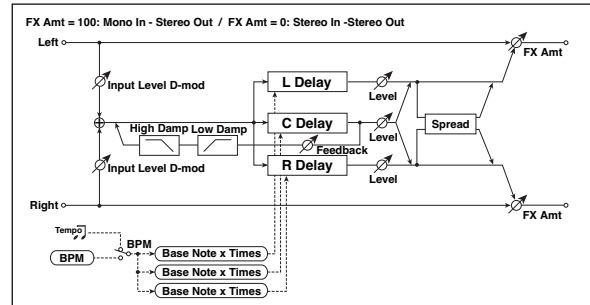 FX Amt = 100: Mono In - Stereo Out / FX Amt = 0: Stereo In -Stereo Out
Left
FX Amt
Input Level D-mod
L Delay
Level
High Damp
Low Damp
C Delay
Level
Spread
Feedback
Input Level D-mod
R Delay
Level
Right
FX Amt
Tempo
BPM
BPM
Base Note x Times
Base Note x Times
Base Note x Times